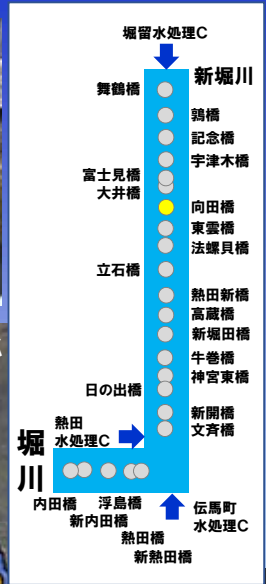 堀留水処理C
新堀川
舞鶴橋
鶉橋
記念橋
宇津木橋
富士見橋
大井橋
向田橋
東雲橋
法螺貝橋
立石橋
熱田新橋
高蔵橋
新堀田橋
牛巻橋
神宮東橋
日の出橋
新開橋
文斉橋
熱田
水処理C
堀川
内田橋
浮島橋
新内田橋
熱田橋
新熱田橋
伝馬町
水処理C